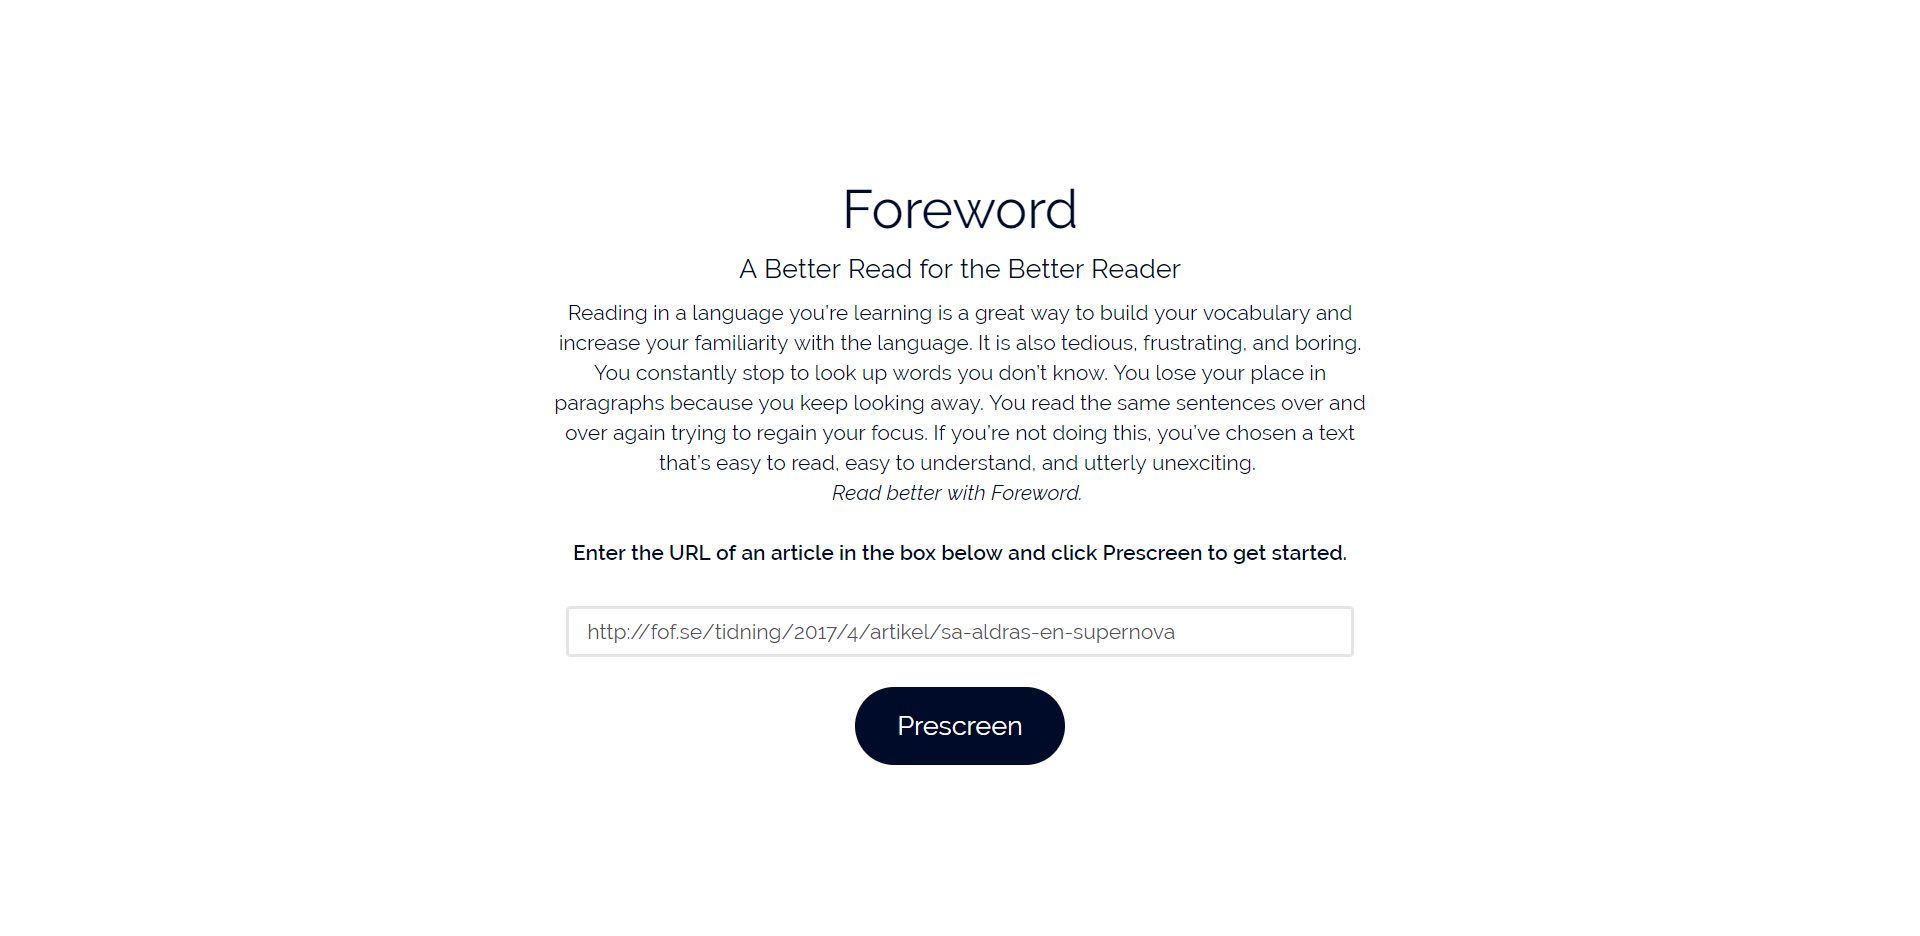 Foreword
A Better Read for the Better Reader
Reading in a language you’re learning is a great way to build your vocabulary and
increase your familiarity with the language. It is also tedious, frustrating, and boring.
You constantly stop to look up words you don’t know. You lose your place in
paragraphs because you keep looking away. You read the same sentences over and
over again trying to regain your focus. If you’re not doing this, you’ve chosen a text
that’s easy to read, easy to understand, and utterly unexciting.
Read better with Foreword.
Enter the URL of an article in the box below and click Prescreen to get started.
http://fof.se/tidning/2017/4/artikel/sa-aldras-en-supernova
Prescreen